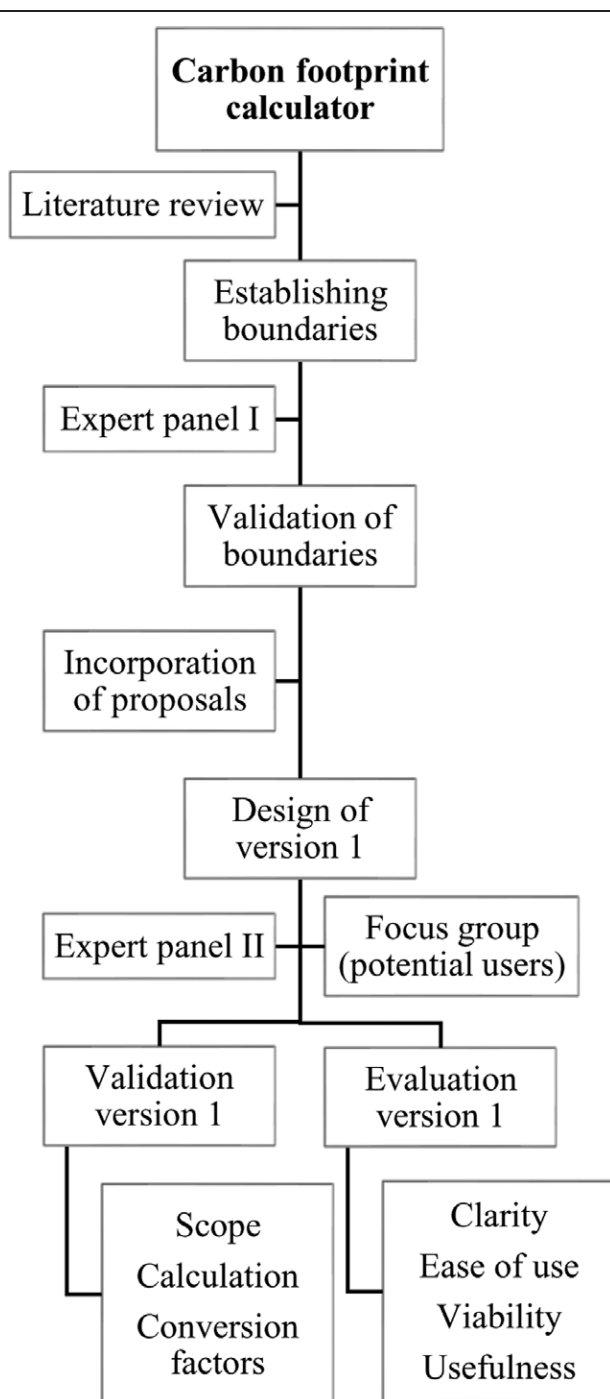 Carbon footprint
calculator
Literature review
Establishing
boundaries
Expert panel I
Validation of
boundaries
Incorporation
of proposals
Design of
version 1
Expert panel II
Focus group
(potential users)
Validation
version 1
Evaluation
version 1
Scope
Calculation
Conversion
factors
Clarity
Ease of use
Viability
Usefulness